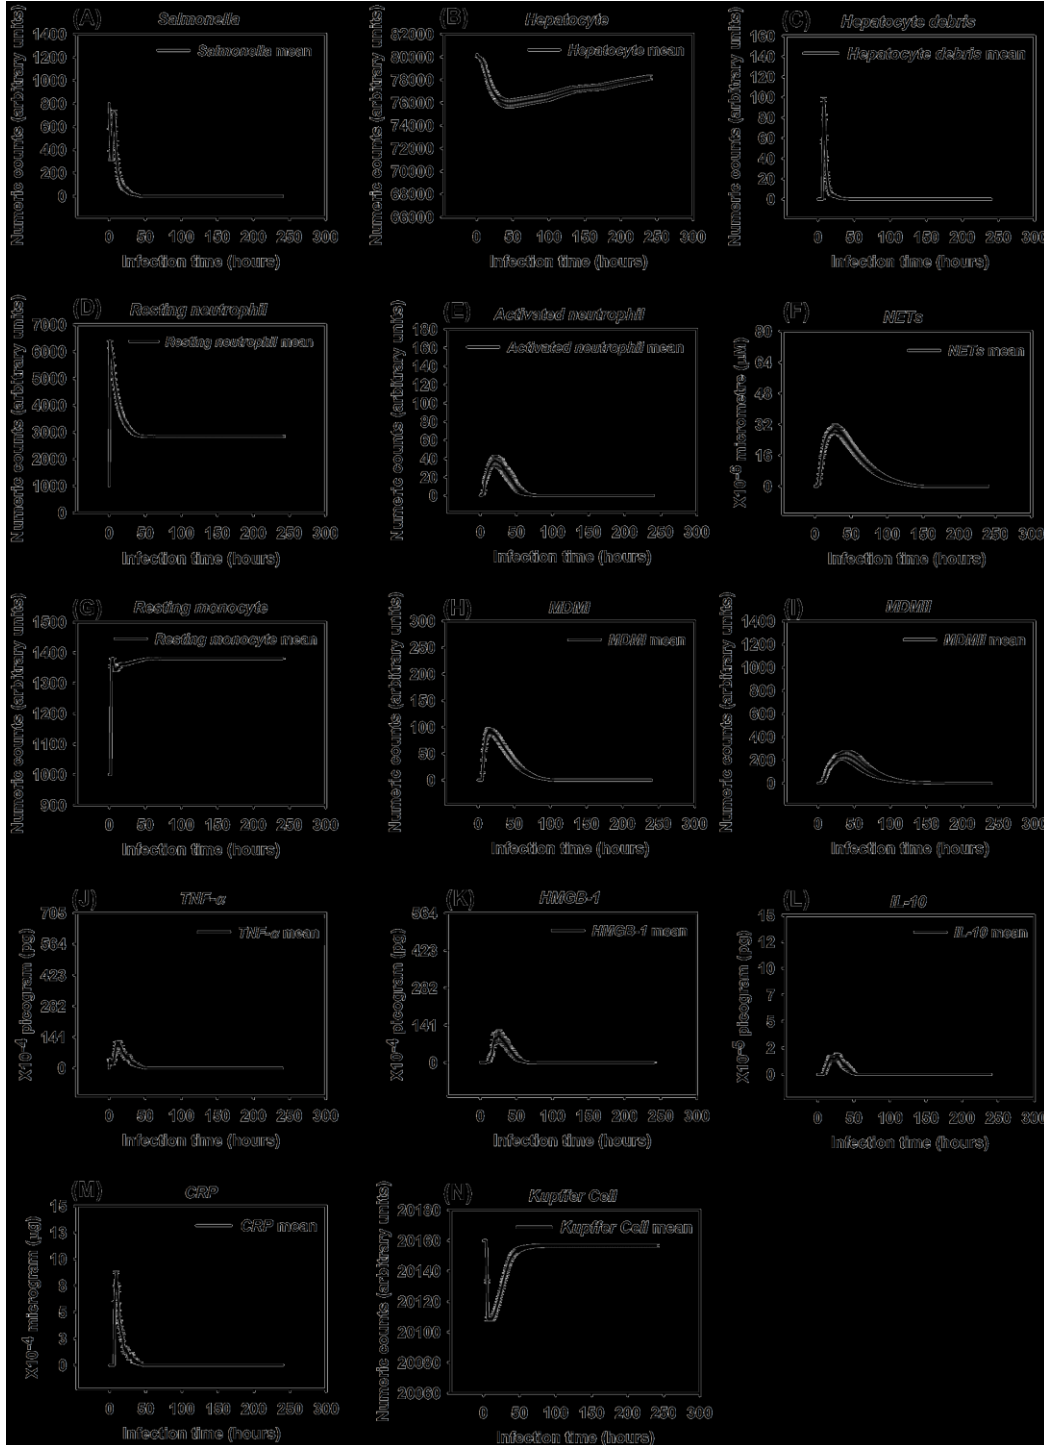 (A) Salmonella
Numeric counts (arbitrary units)
1400
1200
1000
800
600
400
200
0
Salmonella mean
0 50 100 150 200 250 300
Infection time (hours)
(B) Hepatocyte
Numeric counts (arbitrary units)
82000
80000
78000
76000
74000
72000
70000
68000
66000
Hepatocyte mean
0 50 100 150 200 250 300
Infection time (hours)
(C) Hepatocyte debris
Numeric counts (arbitrary units)
160
140
120
100
80
60
40
20
0
Hepatocyte debris mean
0 50 100 150 200 250 300
Infection time (hours)
(D) Resting neutrophil
Numeric counts (arbitrary units)
7000
6000
5000
4000
3000
2000
1000
0
Resting neutrophil mean
0 50 100 150 200 250 300
Infection time (hours)
(E) Activated neutrophil
Numeric counts (arbitrary units)
180
160
140
120
100
80
60
40
20
0
Activated neutrophil mean
0 50 100 150 200 250 300
Infection time (hours)
(F) NETs
X10⁻⁶ micrometre (µM)
80
64
48
32
16
0
NETs mean
0 50 100 150 200 250 300
Infection time (hours)
(G) Resting monocyte
Numeric counts (arbitrary units)
1500
1400
1300
1200
1100
1000
900
Resting monocyte mean
0 50 100 150 200 250 300
Infection time (hours)
(H) MDMI
Numeric counts (arbitrary units)
300
250
200
150
100
50
0
MDMI mean
0 50 100 150 200 250 300
Infection time (hours)
(I) MDMII
Numeric counts (arbitrary units)
1400
1200
1000
800
600
400
200
0
MDMII mean
0 50 100 150 200 250 300
Infection time (hours)
(J) TNF-α
X10⁻⁴ picogram (pg)
705
564
423
282
141
0
TNF-α mean
0 50 100 150 200 250 300
Infection time (hours)
(K) HMGB-1
X10⁻⁴ picogram (pg)
564
423
282
141
0
HMGB-1 mean
0 50 100 150 200 250 300
Infection time (hours)
(L) IL-10
X10⁻⁵ picogram (pg)
15
12
10
7
5
2
0
IL-10 mean
0 50 100 150 200 250 300
Infection time (hours)
(M) CRP
X10⁻⁴ microgram (µg)
15
13
10
8
5
3
0
CRP mean
0 50 100 150 200 250 300
Infection time (hours)
(N) Kupffer Cell
Numeric counts (arbitrary units)
20180
20160
20140
20120
20100
20080
20060
Kupffer Cell mean
0 50 100 150 200 250 300
Infection time (hours)